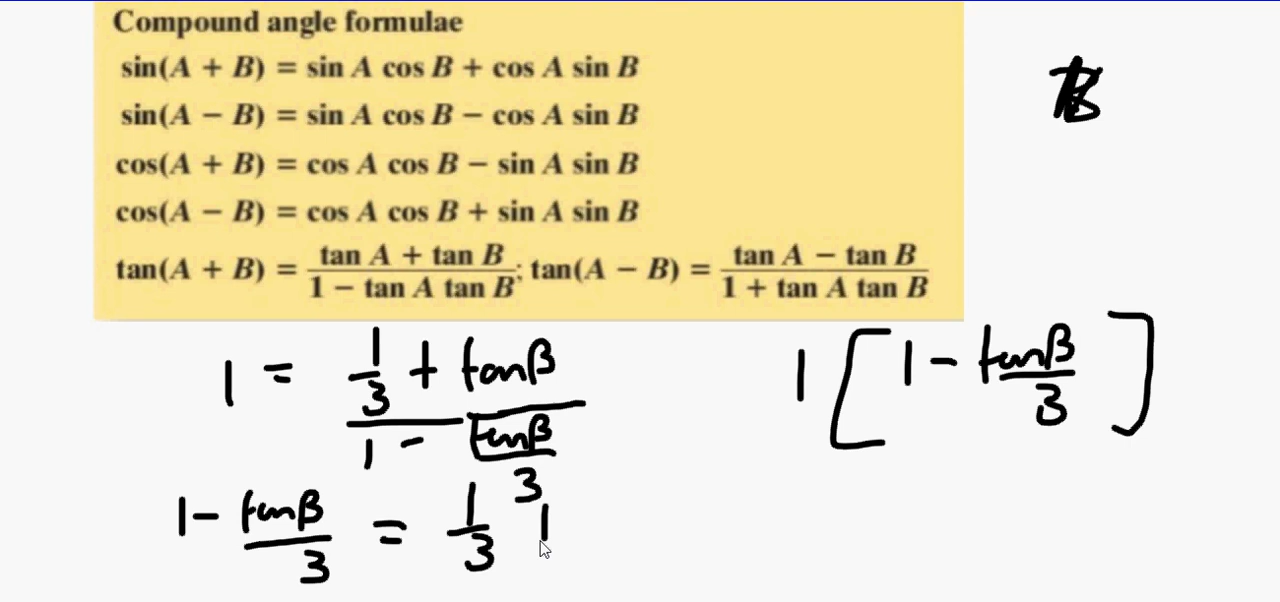 Compound angle formulae
sin(A + B) = sin A cos B + cos A sin B
sin(A − B) = sin A cos B − cos A sin B
cos(A + B) = cos A cos B − sin A sin B
cos(A − B) = cos A cos B + sin A sin B
tan(A + B) = (tan A + tan B)/(1 − tan A tan B); tan(A − B) = (tan A − tan B)/(1 + tan A tan B)
1 = (1/3 + tanβ)/(1 − tanβ/3)
1 [1 − tanβ/3]
1 − tanβ/3 = 1/3 1